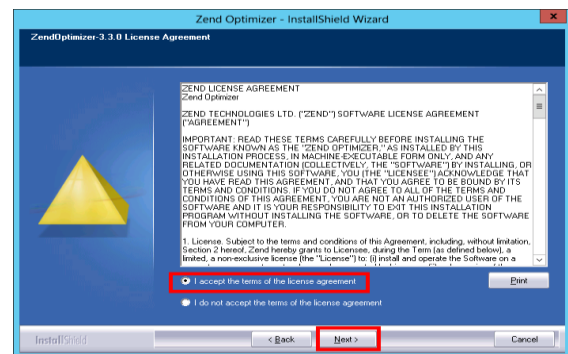 Zend Optimizer - InstallShield Wizard
x
ZendOptimizer-3.3.0 License Agreement
ZEND LICENSE AGREEMENT
Zend Optimizer
ZEND TECHNOLOGIES LTD. ("ZEND") SOFTWARE LICENSE AGREEMENT
("AGREEMENT")
IMPORTANT: READ THESE TERMS CAREFULLY BEFORE INSTALLING THE
SOFTWARE KNOWN AS THE "ZEND OPTIMIZER," AS INSTALLED BY THIS
INSTALLATION PROCESS, IN MACHINE-EXECUTABLE FORM ONLY, AND ANY
RELATED DOCUMENTATION (COLLECTIVELY, THE "SOFTWARE") BY INSTALLING, OR
OTHERWISE USING THIS SOFTWARE, YOU (THE "LICENSEE") ACKNOWLEDGE THAT
YOU HAVE READ THIS AGREEMENT, AND THAT YOU AGREE TO BE BOUND BY ITS
TERMS AND CONDITIONS. IF YOU DO NOT AGREE TO ALL OF THE TERMS AND
CONDITIONS OF THIS AGREEMENT, YOU ARE NOT AN AUTHORIZED USER OF THE
SOFTWARE AND IT IS YOUR RESPONSIBILITY TO EXIT THIS INSTALLATION
PROGRAM WITHOUT INSTALLING THE SOFTWARE, OR TO DELETE THE SOFTWARE
FROM YOUR COMPUTER.
1. License. Subject to the terms and conditions of this Agreement, including, without limitation,
Section 2 hereof, Zend hereby grants to Licensee, during the Term (as defined below), a
limited, a non-exclusive license (the "License") to: (i) install and operate the Software on a
I accept the terms of the license agreement
Print
I do not accept the terms of the license agreement
InstallShield
< Back
Next >
Cancel